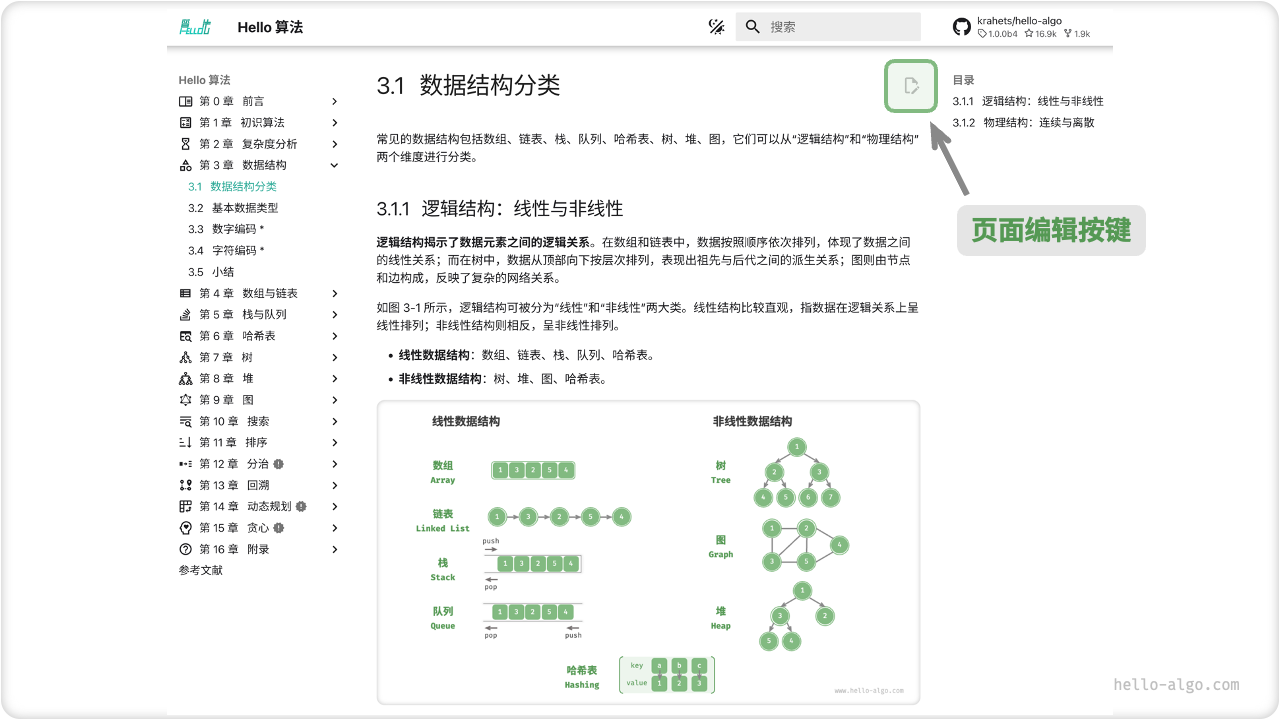 Hello 算法
搜索
krahets/hello-algo
1.0.0b4 16.9k 1.9k
Hello 算法
第 0 章 前言
第 1 章 初识算法
第 2 章 复杂度分析
第 3 章 数据结构
3.1 数据结构分类
3.2 基本数据类型
3.3 数字编码 *
3.4 字符编码 *
3.5 小结
第 4 章 数组与链表
第 5 章 栈与队列
第 6 章 哈希表
第 7 章 树
第 8 章 堆
第 9 章 图
第 10 章 搜索
第 11 章 排序
第 12 章 分治
第 13 章 回溯
第 14 章 动态规划
第 15 章 贪心
第 16 章 附录
参考文献
3.1 数据结构分类
常见的数据结构包括数组、链表、栈、队列、哈希表、树、堆、图，它们可以从“逻辑结构”和“物理结构”
两个维度进行分类。
3.1.1 逻辑结构：线性与非线性
逻辑结构揭示了数据元素之间的逻辑关系。在数组和链表中，数据按照顺序依次排列，体现了数据之间
的线性关系；而在树中，数据从顶部向下按层次排列，表现出祖先与后代之间的派生关系；图则由节点
和边构成，反映了复杂的网络关系。
如图 3-1 所示，逻辑结构可被分为“线性”和“非线性”两大类。线性结构比较直观，指数据在逻辑关系上呈
线性排列；非线性结构则相反，呈非线性排列。
• 线性数据结构：数组、链表、栈、队列、哈希表。
• 非线性数据结构：树、堆、图、哈希表。
线性数据结构
数组
Array
1 3 2 5 4
链表
Linked List
1 3 2 5 4
栈
Stack
push
1 3 2 5 4
pop
队列
Queue
1 3 2 5 4
pop push
非线性数据结构
树
Tree
1
2 3
4 5 6 7
图
Graph
1 2
4
3 5
堆
Heap
1
3 2
5 4
哈希表
Hashing
key a b c
value 1 2 3
www.hello-algo.com
目录
3.1.1 逻辑结构：线性与非线性
3.1.2 物理结构：连续与离散
页面编辑按键
hello-algo.com